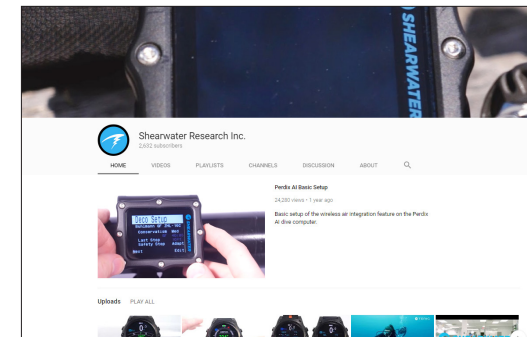 SHEARWATER
Shearwater Research Inc.
2,632 subscribers
HOME VIDEOS PLAYLISTS CHANNELS DISCUSSION ABOUT
Perdix AI Basic Setup
24,280 views • 1 year ago
Basic setup of the wireless air integration feature on the Perdix
AI dive computer.
Deco Setup
Conservatism Med
Last Stop
Safety Stop Adapt
Next Edit
Uploads PLAY ALL